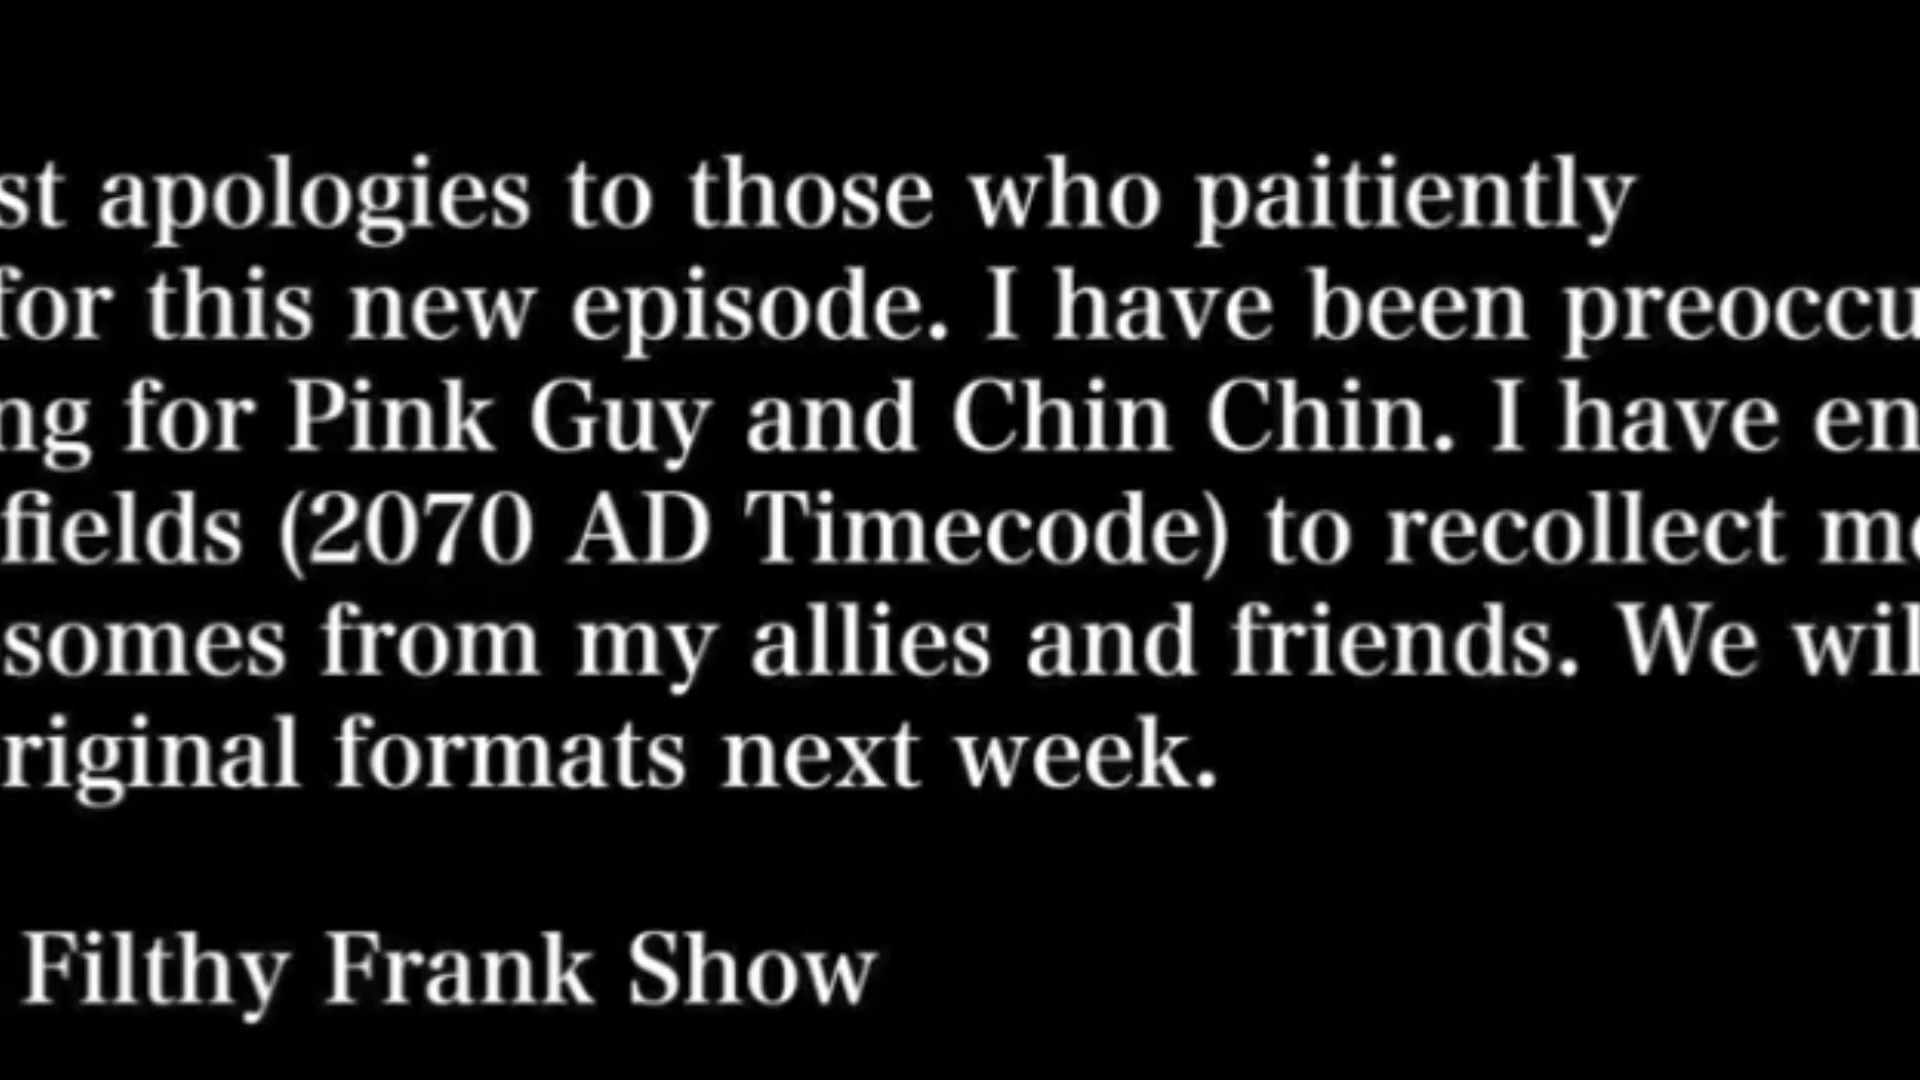 st apologies to those who paitiently
for this new episode. I have been preoccu
ng for Pink Guy and Chin Chin. I have en
fields (2070 AD Timecode) to recollect me
somes from my allies and friends. We wil
riginal formats next week.
Filthy Frank Show